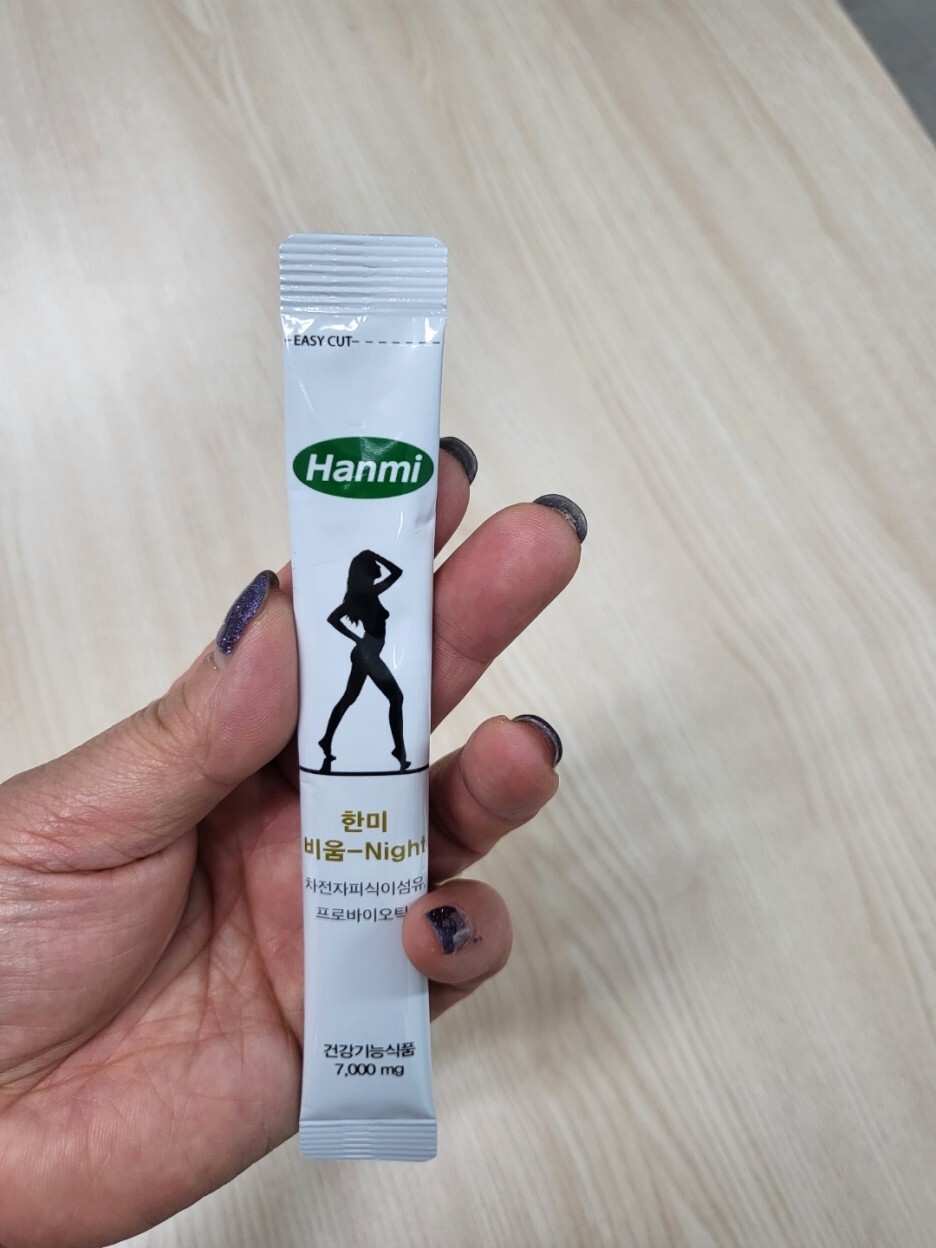 EASY CUT
Hanmi
한미
비움-Night
차전자피식이섬유,
프로바이오틱
건강기능식품
7,000 mg